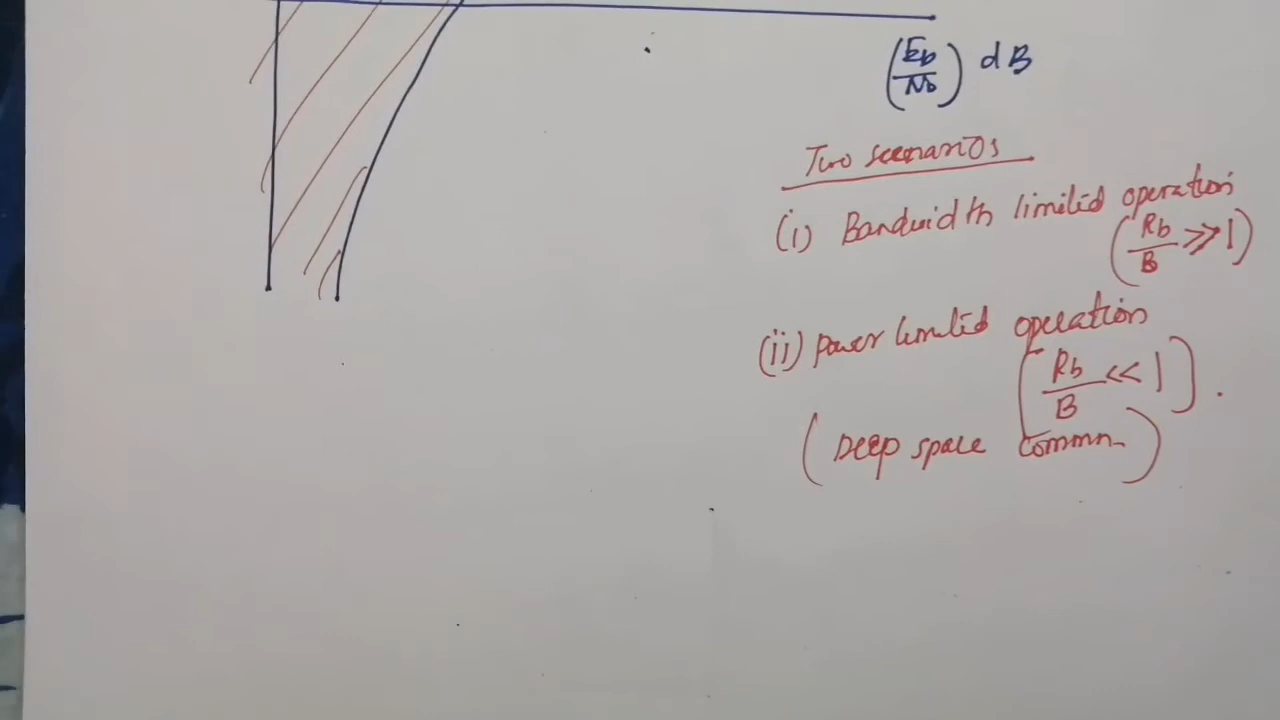 (Eb/No) dB
Two scenarios
(i) Bandwidth limited operation
(Rb/B >> 1)
(ii) power limited operation
[Rb/B << 1].
(Deep space commn.)